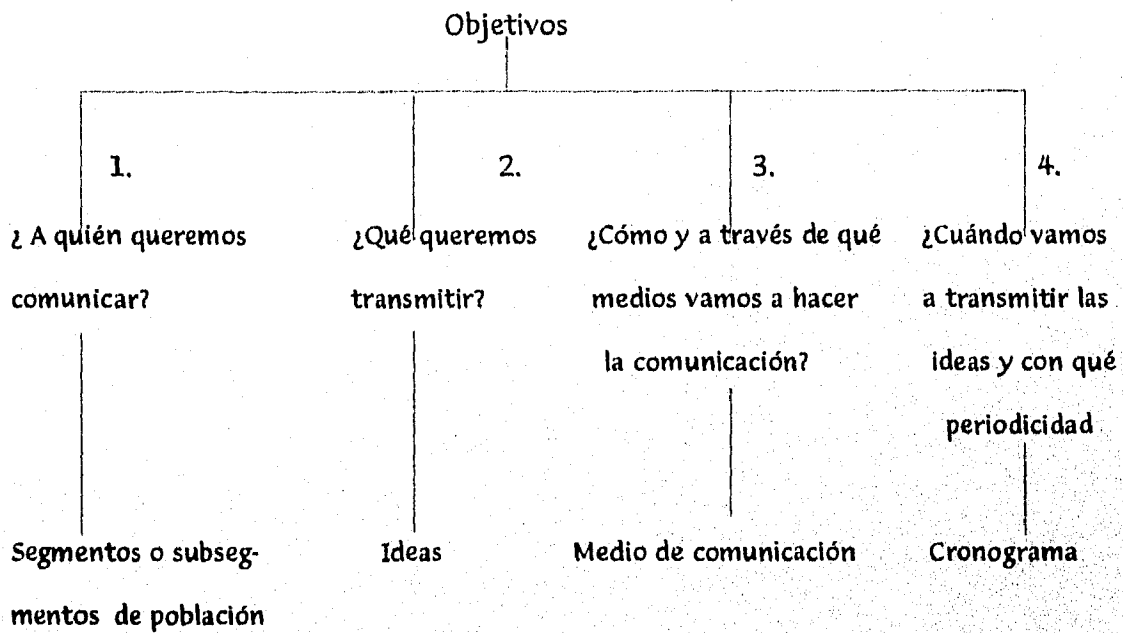 Objetivos
1.
¿ A quién queremos
comunicar?
Segmentos o subseg-
mentos de población
2.
¿Qué queremos
transmitir?
Ideas
3.
¿Cómo y a través de qué
medios vamos a hacer
la comunicación?
Medio de comunicación
4.
¿Cuándo vamos
a transmitir las
ideas y con qué
periodicidad
Cronograma